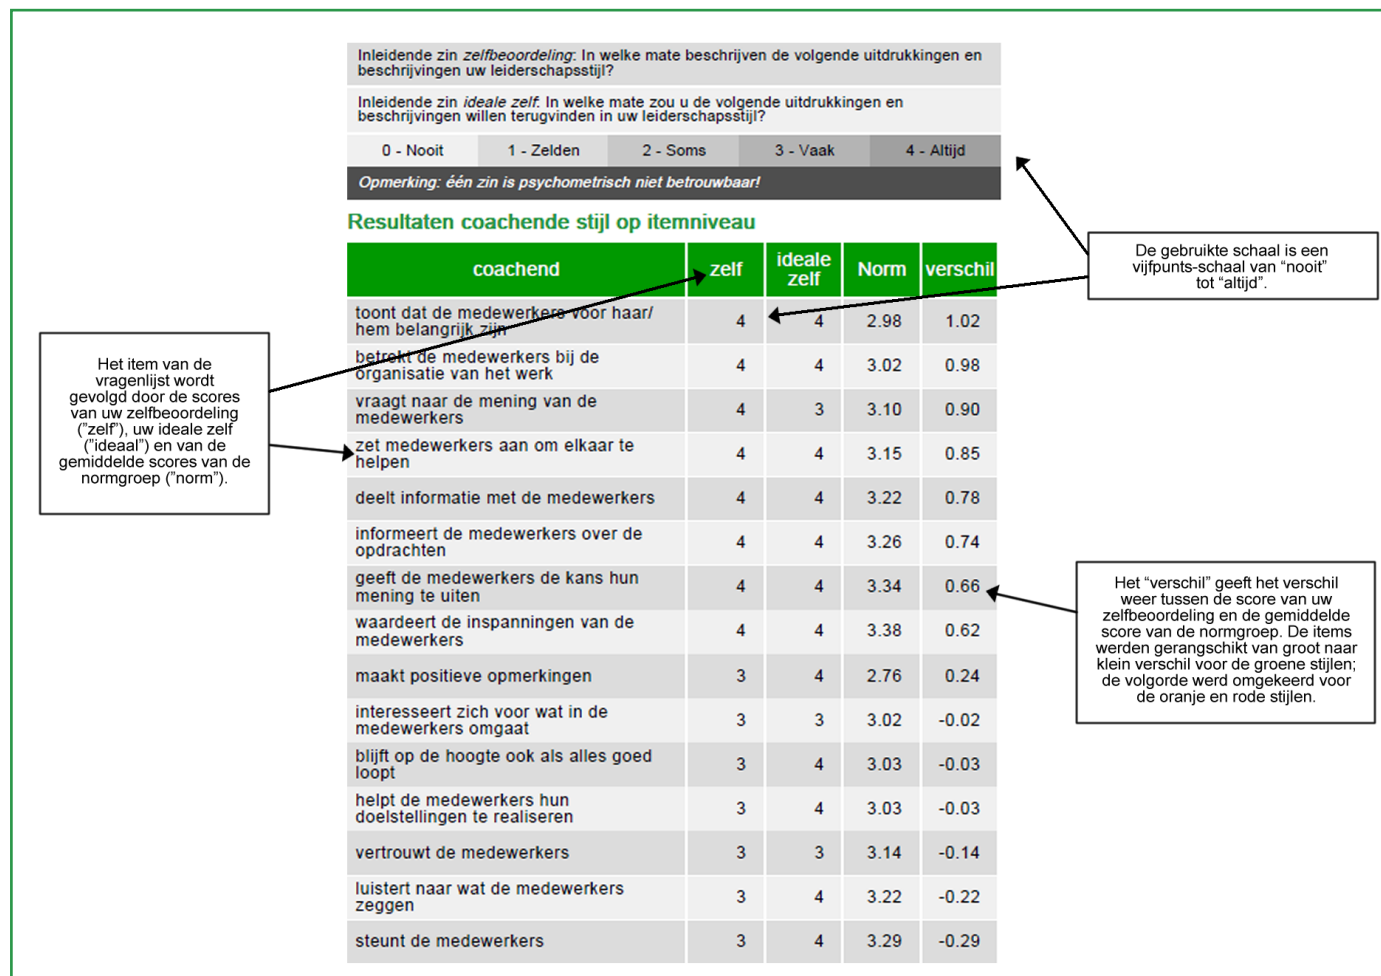 Inleidende zin zelfbeoordeling: In welke mate beschrijven de volgende uitdrukkingen en
beschrijvingen uw leiderschapsstijl?
Inleidende zin ideale zelf: In welke mate zou u de volgende uitdrukkingen en
beschrijvingen willen terugvinden in uw leiderschapsstijl?
0 - Nooit 1 - Zelden 2 - Soms 3 - Vaak 4 - Altijd
Opmerking: één zin is psychometrisch niet betrouwbaar!
Resultaten coachende stijl op itemniveau
coachend zelf ideale zelf Norm verschil
toont dat de medewerkers voor haar/
hem belangrijk zijn 4 4 2.98 1.02
betrekt de medewerkers bij de
organisatie van het werk 4 4 3.02 0.98
vraagt naar de mening van de
medewerkers 4 3 3.10 0.90
zet medewerkers aan om elkaar te
helpen 4 4 3.15 0.85
deelt informatie met de medewerkers 4 4 3.22 0.78
informeert de medewerkers over de
opdrachten 4 4 3.26 0.74
geeft de medewerkers de kans hun
mening te uiten 4 4 3.34 0.66
waardeert de inspanningen van de
medewerkers 4 4 3.38 0.62
maakt positieve opmerkingen 3 4 2.76 0.24
interesseert zich voor wat in de
medewerkers omgaat 3 3 3.02 -0.02
blijft op de hoogte ook als alles goed
loopt 3 4 3.03 -0.03
helpt de medewerkers hun
doelstellingen te realiseren 3 4 3.03 -0.03
vertrouwt de medewerkers 3 3 3.14 -0.14
luistert naar wat de medewerkers
zeggen 3 4 3.22 -0.22
steunt de medewerkers 3 4 3.29 -0.29
Het item van de
vragenlijst wordt
gevolgd door de scores
van uw zelfbeoordeling
("zelf"), uw ideale zelf
("ideaal") en van de
gemiddelde scores van de
normgroep ("norm").
De gebruikte schaal is een
vijfpunts-schaal van "nooit"
tot "altijd".
Het "verschil" geeft het verschil
weer tussen de score van uw
zelfbeoordeling en de gemiddelde
score van de normgroep. De items
werden gerangschikt van groot naar
klein verschil voor de groene stijlen;
de volgorde werd omgekeerd voor
de oranje en rode stijlen.